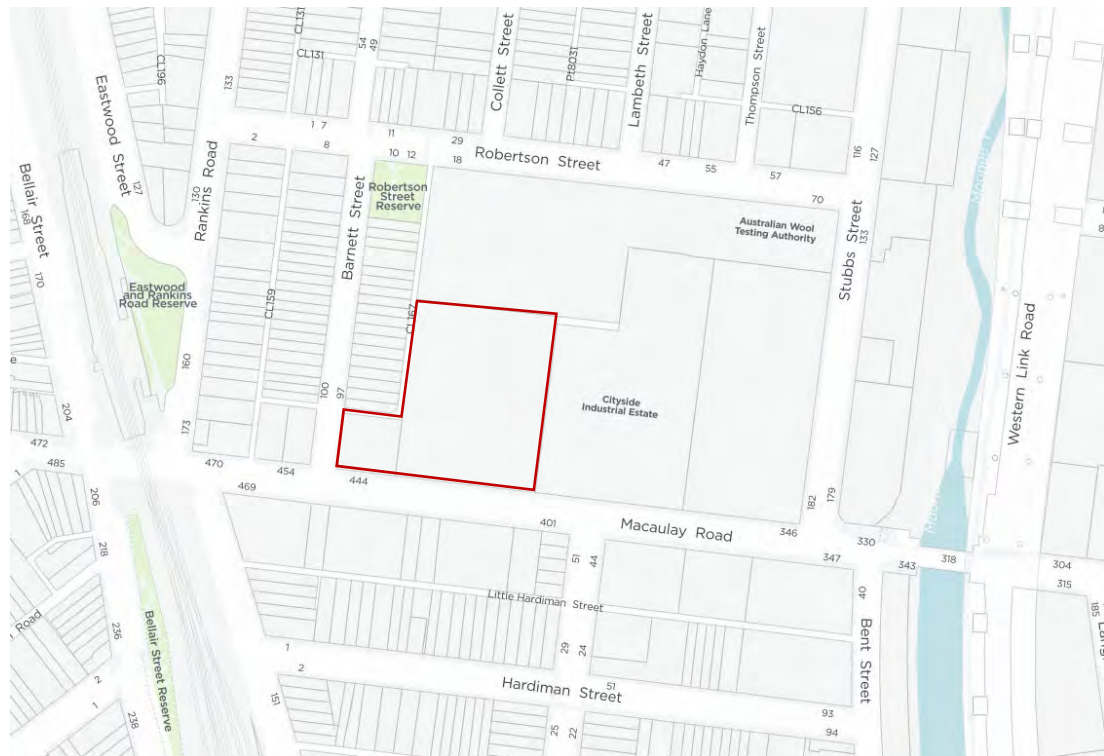 CL131
CL131
54
49
Collett Street
Pt8031
Lambeth Street
Haydon Lane
Thompson Street
CL156
CL196
133
Eastwood Street
127
Bellair Street
168
170
130
Rankins Road
2
1 7
8
11
29
10 12
18
Robertson Street
47
55
57
116
127
70
Robertson
Street
Reserve
Barnett Street
Australian Wool
Testing Authority
133
Stubbs Street
Western Link Road
Eastwood
and Rankins
Road Reserve
CL159
CL167
160
100
97
Cityside
Industrial Estate
204
173
472
485
470
454
444
469
206
218
401
51
44
Macaulay Road
346
182
179
330
347
343
318
304
315
185
Little Hardiman Street
40
Bent Street
Road
236
Bellair Street Reserve
1
2
29
24
51
Hardiman Street
2
1
238
151
25
22
93
94